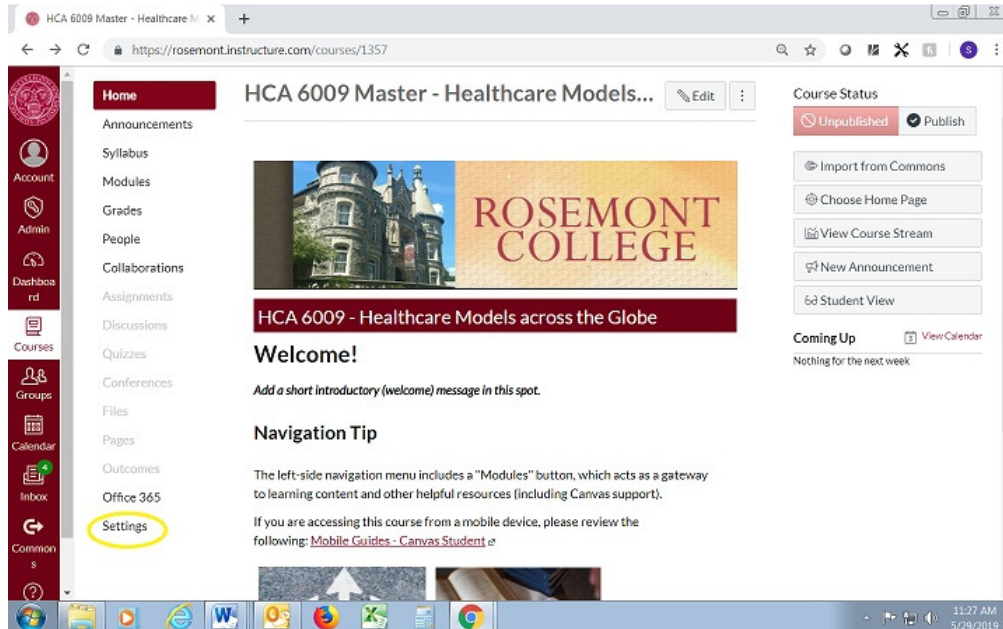 HCA 6009 Master - Healthcare M
https://rosemont.instructure.com/courses/1357
S
Account
Admin
Dashboa
rd
Courses
Groups
Calendar
4
Inbox
Common
s
Home
Announcements
Syllabus
Modules
Grades
People
Collaborations
Assignments
Discussions
Quizzes
Conferences
Files
Pages
Outcomes
Office 365
Settings
HCA 6009 Master - Healthcare Models...
Edit
ROSEMONT
COLLEGE
HCA 6009 - Healthcare Models across the Globe
Welcome!
Add a short introductory (welcome) message in this spot.
Navigation Tip
The left-side navigation menu includes a "Modules" button, which acts as a gateway
to learning content and other helpful resources (including Canvas support).
If you are accessing this course from a mobile device, please review the
following: Mobile Guides - Canvas Student
Course Status
Unpublished Publish
Import from Commons
Choose Home Page
View Course Stream
New Announcement
Student View
Coming Up View Calendar
Nothing for the next week
11:27 AM
5/29/2019